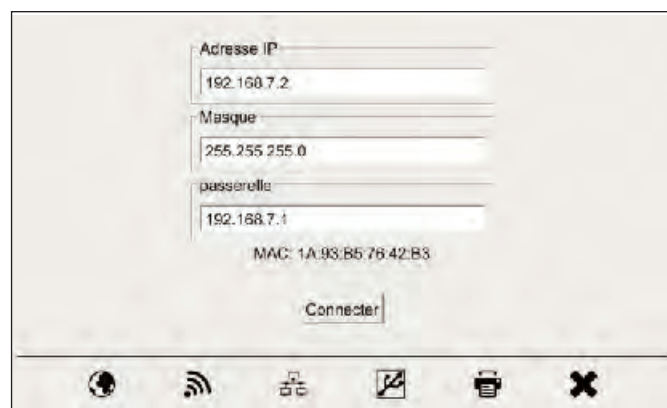 Adresse IP
192.168.7.2
Masque
255.255.255.0
passerelle
192.168.7.1
MAC: 1A:93:B5:76:42:B3
Connecter